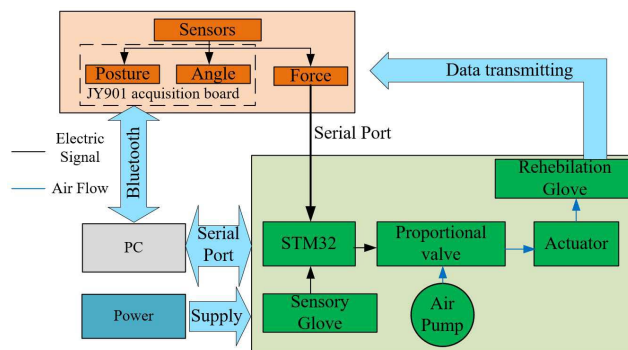 Sensors
Posture
Angle
Force
JY901 acquisition board
Data transmitting
Electric
Signal
Air Flow
Bluetooth
Serial Port
Rehebilation
Glove
PC
Serial
Port
STM32
Proportional
valve
Actuator
Power
Supply
Sensory
Glove
Air
Pump